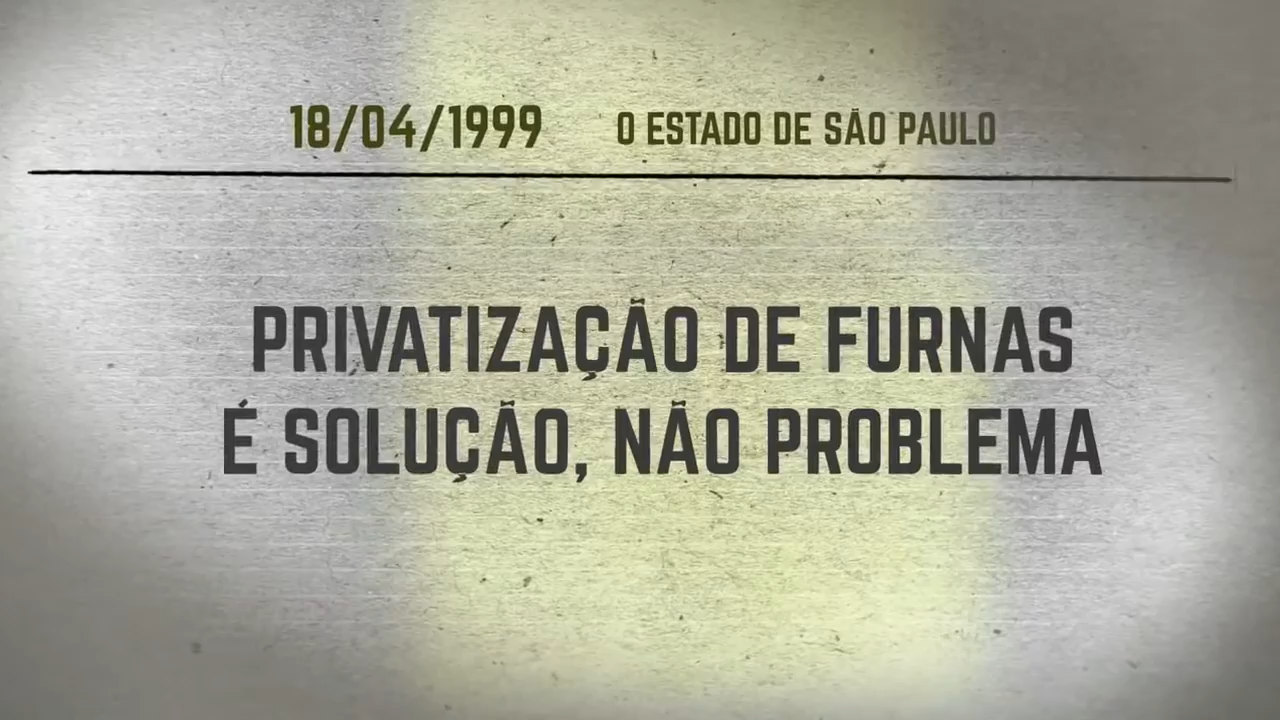 18/04/1999 O ESTADO DE SÃO PAULO
PRIVATIZAÇÃO DE FURNAS
É SOLUÇÃO, NÃO PROBLEMA